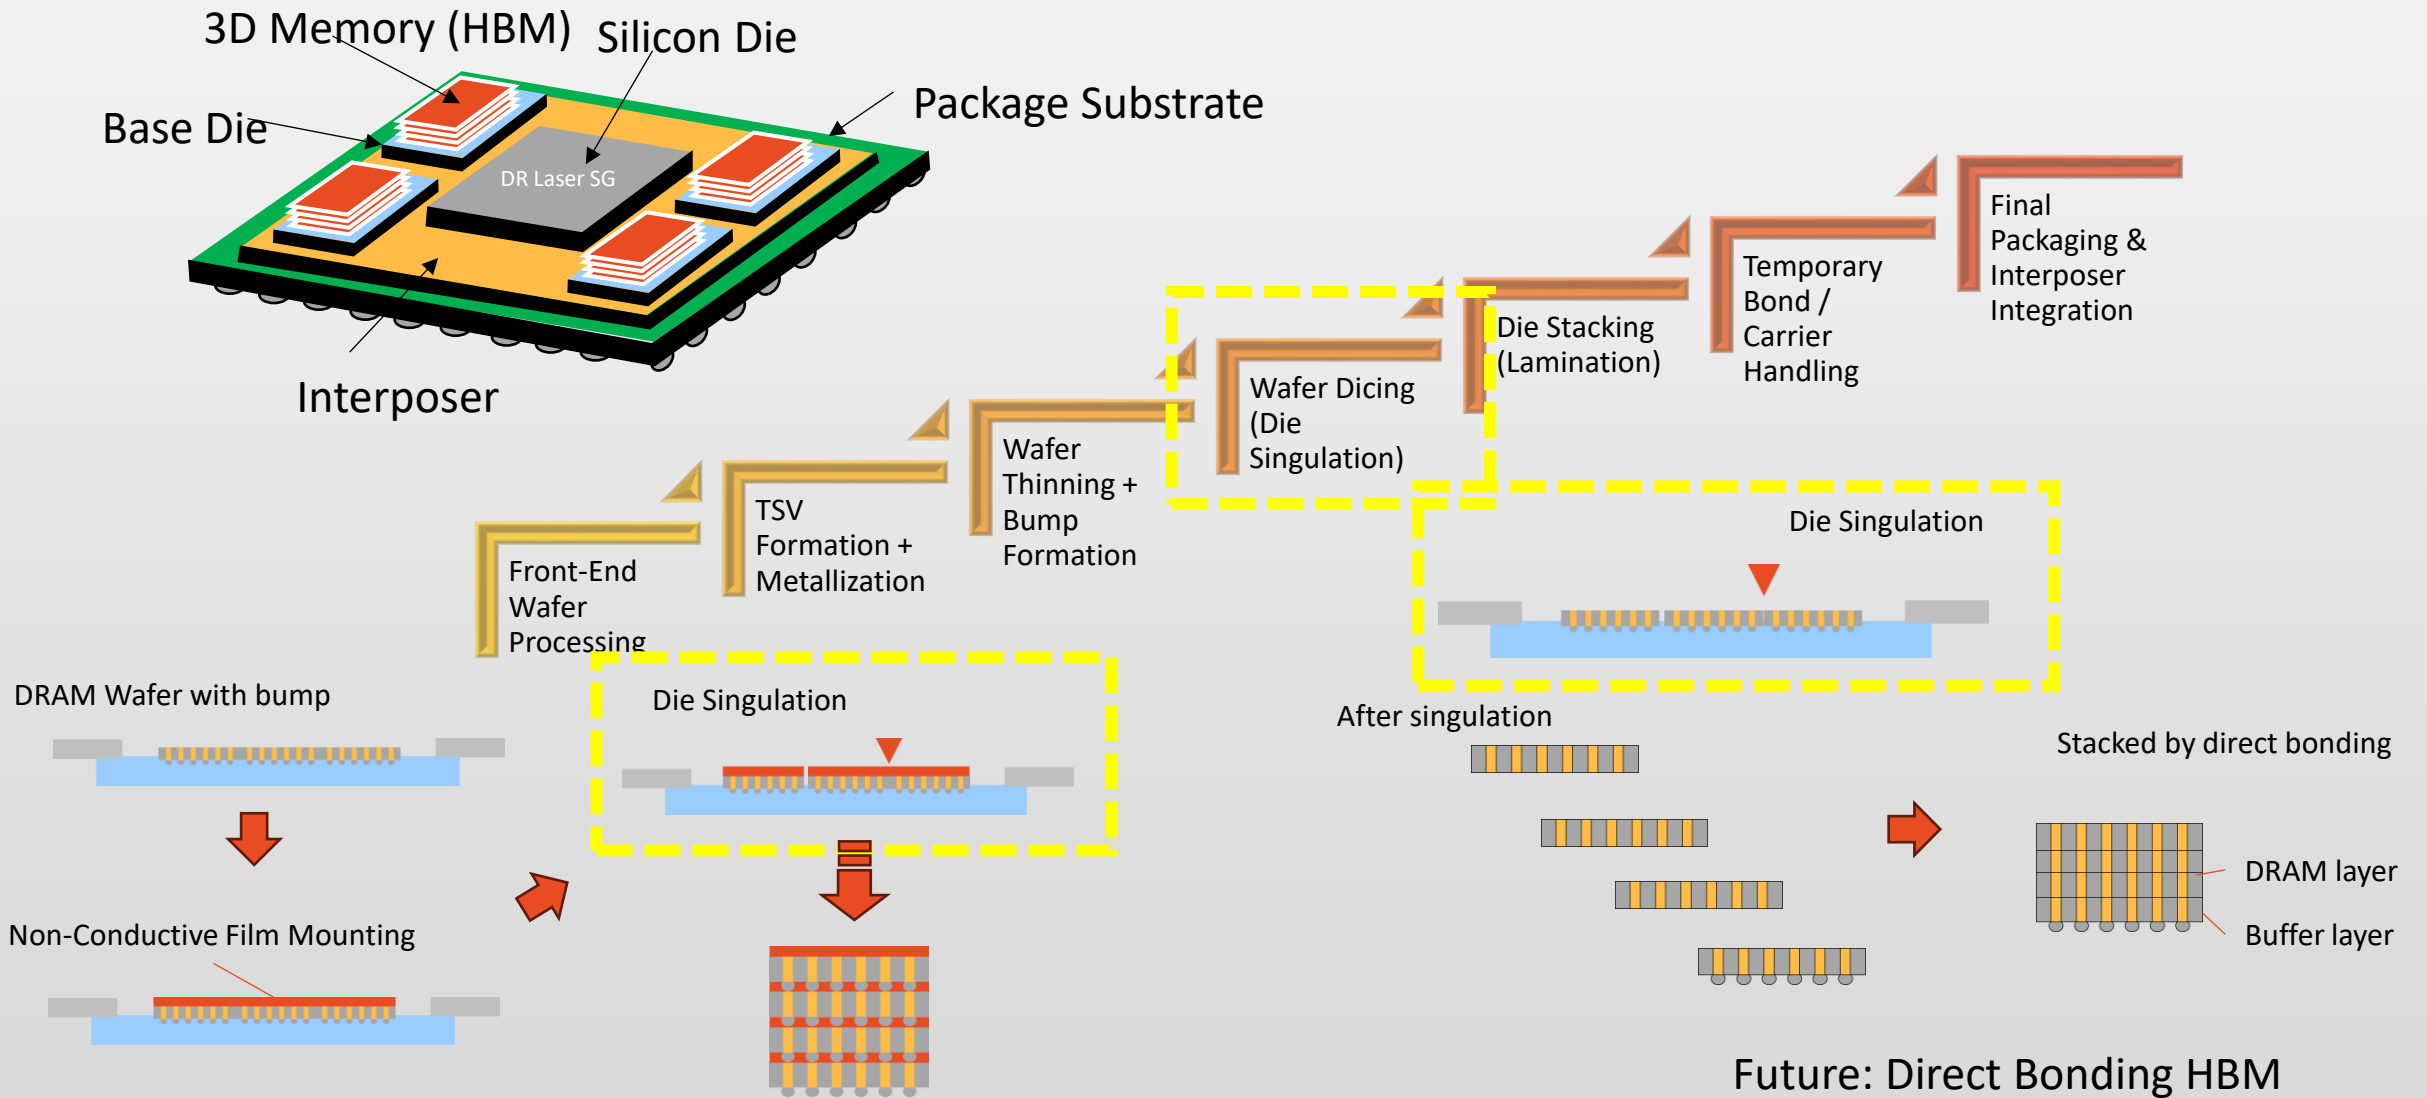 3D Memory (HBM)
Silicon Die
Package Substrate
Base Die
DR Laser SG
Interposer
Front-End
Wafer
Processing
TSV
Formation +
Metallization
Wafer
Thinning +
Bump
Formation
Wafer Dicing
(Die
Singulation)
Die Stacking
(Lamination)
Temporary
Bond /
Carrier
Handling
Final
Packaging &
Interposer
Integration
DRAM Wafer with bump
Non-Conductive Film Mounting
Die Singulation
Die Singulation
After singulation
Stacked by direct bonding
DRAM layer
Buffer layer
Future: Direct Bonding HBM